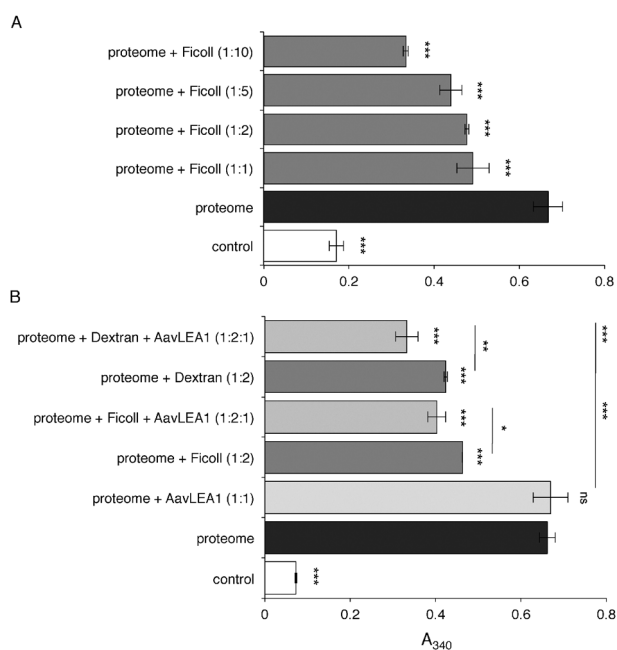 A
proteome + Ficoll (1:10)
***
proteome + Ficoll (1:5)
***
proteome + Ficoll (1:2)
***
proteome + Ficoll (1:1)
***
proteome
control
***
0 0.2 0.4 0.6 0.8
B
proteome + Dextran + AavLEA1 (1:2:1)
*** ** ***
proteome + Dextran (1:2)
***
proteome + Ficoll + AavLEA1 (1:2:1)
*** * ***
proteome + Ficoll (1:2)
***
proteome + AavLEA1 (1:1)
ns
proteome
control
***
0 0.2 0.4 0.6 0.8
A340